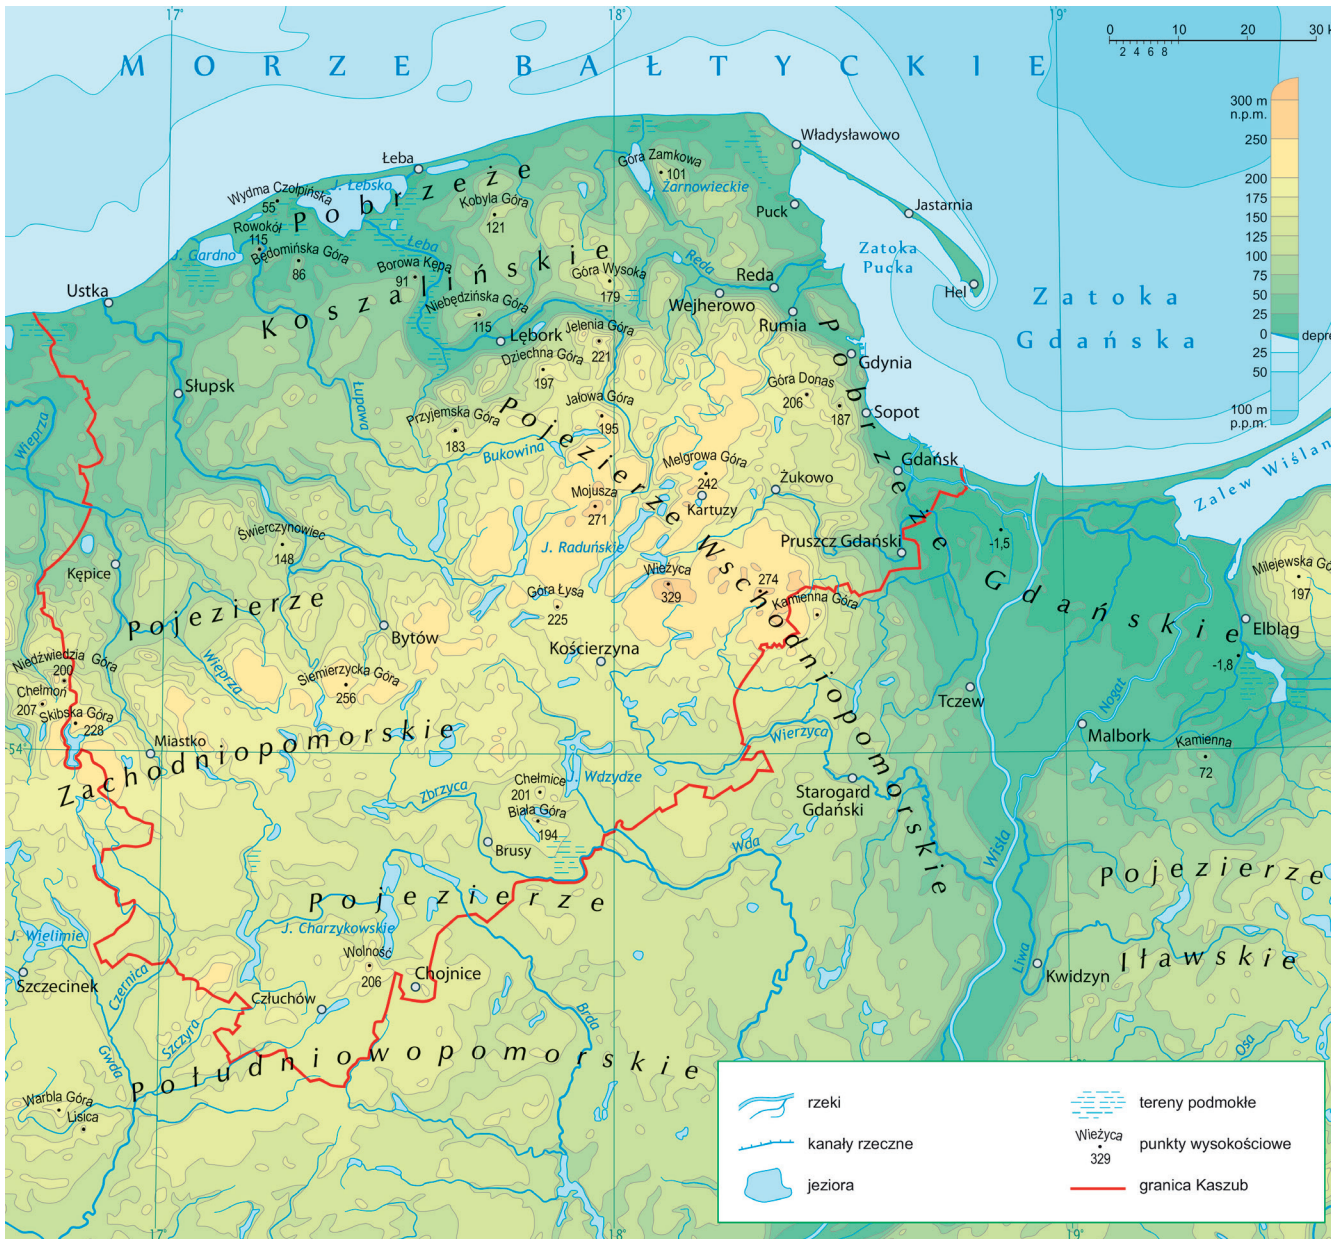 17°
18°
19°
MORZE BAŁTYCKIE
0 10 20 30 k
2 4 6 8
300 m
n.p.m.
250
200
175
150
100
75
50
25
0
depre
25
50
100 m
p.p.m.
Władysławowo
Łeba
Góra Zamkowa
101
J. Żarnowieckie
Wydma Czołpińska
55
J. Łebsko
Pobrzeże
Koszalińskie
Kobyla Góra
121
Puck
Jastarnia
Rowokół
115
J. Gardno
Będomińska Góra
86
Łeba
Borowa Kępa
91
Góra Wysoka
179
Reda
Reda
Zatoka
Pucka
Hel
Zatoka
Gdańska
Ustka
Niebędzińska Góra
115
Wejherowo
Rumia
Lębork
Jelenia Góra
221
Dziechna Góra
197
Gdynia
Pobrzeże
Gdańskie
Słupsk
Łupawa
Góra Donas
206
187
Sopot
Wieprza
Przyjemska Góra
183
Jałowa Góra
195
Pojezierze
Wschodniopomorskie
Bukowina
Melgrowa Góra
242
Gdańsk
Zalew Wiślan
Żukowo
Mojusza
271
Kartuzy
Świerczynowiec
148
J. Raduńskie
Pruszcz Gdański
-1,5
Kępice
Wieżyca
329
274
Kamienna Góra
Milejewska Gó
197
Góra Łysa
225
Pojezierze
Zachodniopomorskie
Bytów
Elbląg
-1,8
Kościerzyna
Niedźwiedzia Góra
200
Wieprza
Siemierzycka Góra
256
Chełmoń
207
Skibska Góra
228
Tczew
Nogat
54°
Miastko
Wierzyca
Malbork
Kamienna
72
Zbrzyca
Chełmice
201
Biała Góra
194
J. Wdzydze
Starogard
Gdański
Brusy
Wda
Wisła
Pojezierze
Iławskie
Pojezierze
Południowopomorskie
J. Charzykowskie
J. Wielimie
Szczecinek
Czernica
Wolność
206
Chojnice
Liwa
Kwidzyn
Człuchów
Szczyra
Gwda
Brda
Osa
Warbla Góra
Lisica
rzeki
kanały rzeczne
jeziora
tereny podmokłe
Wieżyca
329
punkty wysokościowe
granica Kaszub
17°
18°
19°